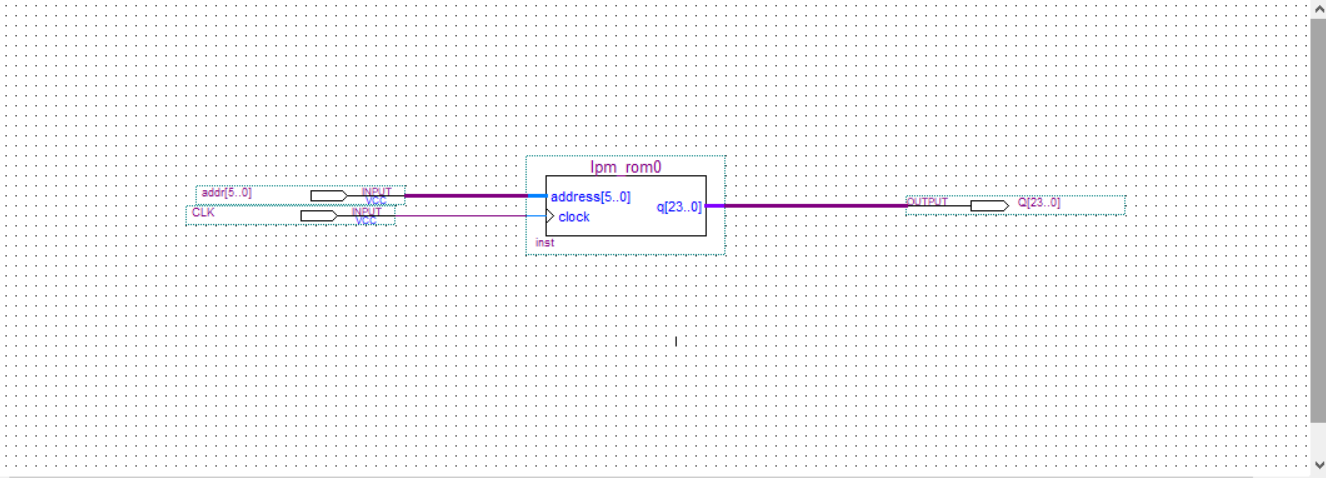 lpm_rom0
addr[5..0] INPUT VCC
CLK INPUT VCC
address[5..0]
clock
q[23..0]
inst
OUTPUT Q[23..0]